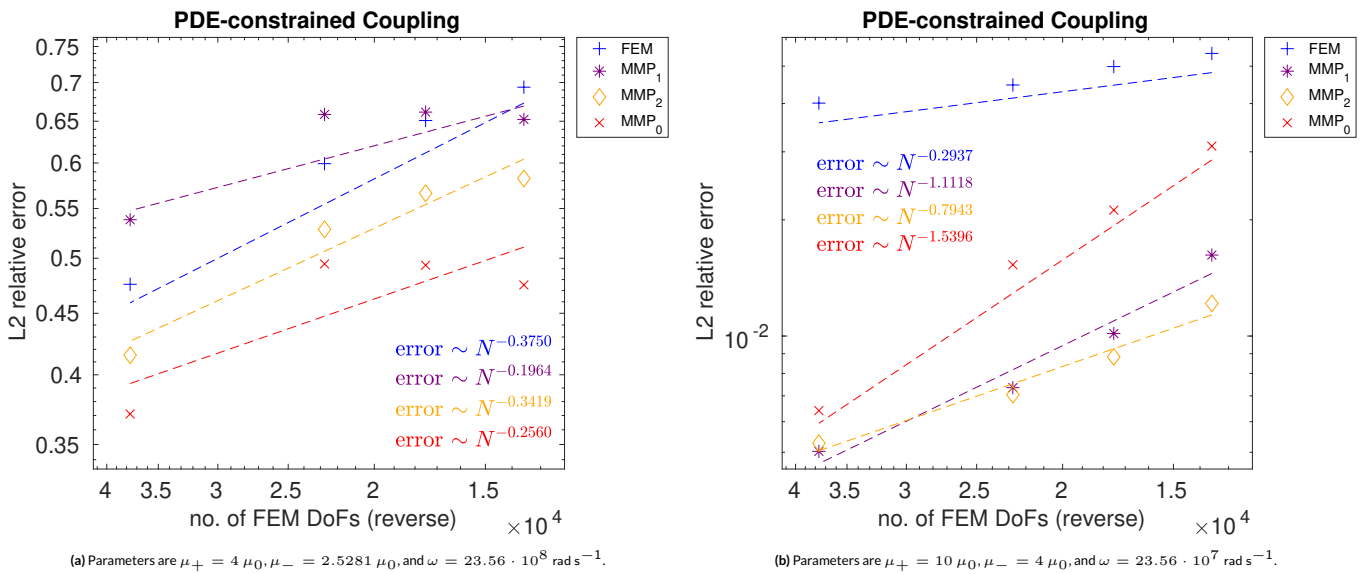 PDE-constrained Coupling
L2 relative error
0.75
0.7
0.65
0.6
0.55
0.5
0.45
0.4
0.35
FEM
MMP1
MMP2
MMP0
error ∼ N^−0.3750
error ∼ N^−0.1964
error ∼ N^−0.3419
error ∼ N^−0.2560
4 3.5 3 2.5 2 1.5
no. of FEM DoFs (reverse) × 10^4
(a) Parameters are μ+ = 4 μ0, μ− = 2.5281 μ0, and ω = 23.56 · 10^8 rad s^−1.
PDE-constrained Coupling
L2 relative error
10^-2
FEM
MMP1
MMP2
MMP0
error ∼ N^−0.2937
error ∼ N^−1.1118
error ∼ N^−0.7943
error ∼ N^−1.5396
4 3.5 3 2.5 2 1.5
no. of FEM DoFs (reverse) × 10^4
(b) Parameters are μ+ = 10 μ0, μ− = 4 μ0, and ω = 23.56 · 10^7 rad s^−1.